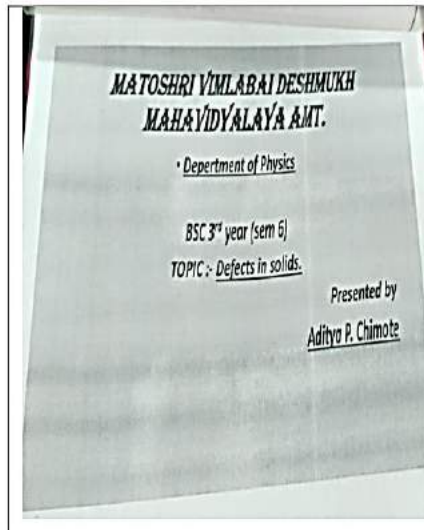 MATOSHRI VIMLABAI DESHMUKH
MAHAVIDYALAYA AMT.
• Depertment of Physics
BSC 3rd year (sem 6)
TOPIC :- Defects in solids.
Presented by
Aditya P. Chimote